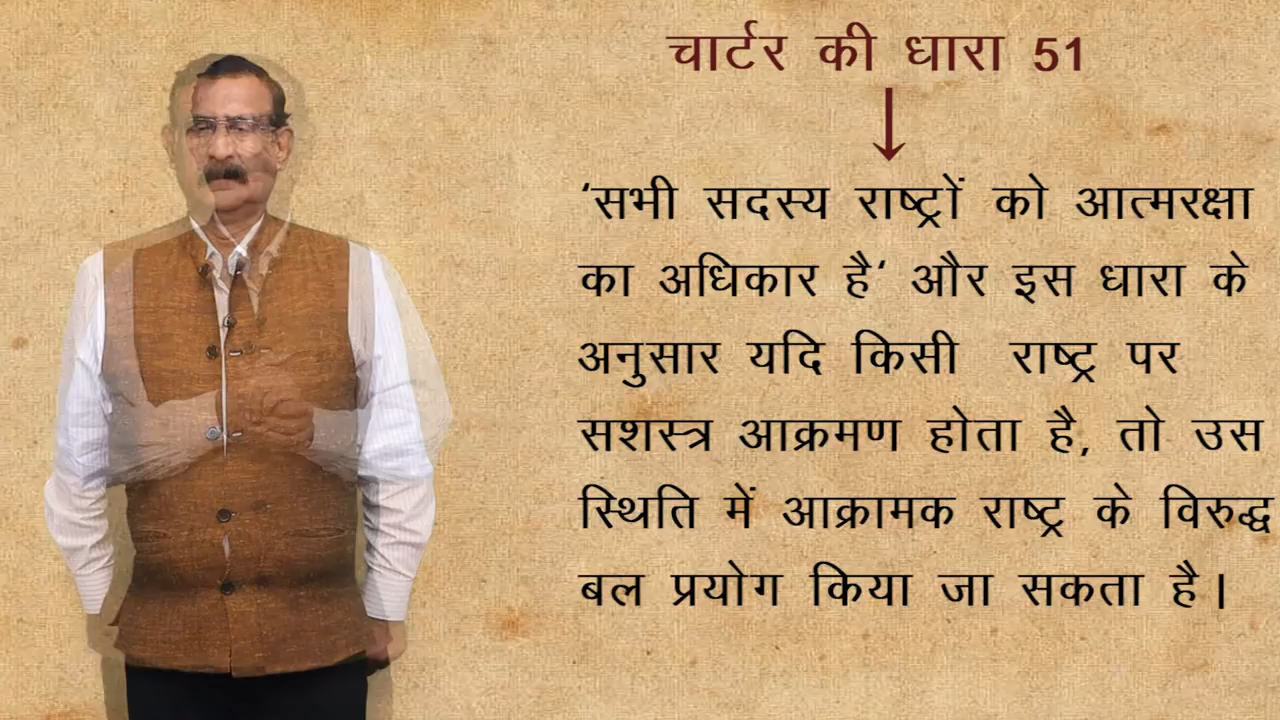 चार्टर की धारा 51
‘सभी सदस्य राष्ट्रों को आत्मरक्षा
का अधिकार है‘ और इस धारा के
अनुसार यदि किसी राष्ट्र पर
सशस्त्र आक्रमण होता है, तो उस
स्थिति में आक्रामक राष्ट्र के विरुद्ध
बल प्रयोग किया जा सकता है।